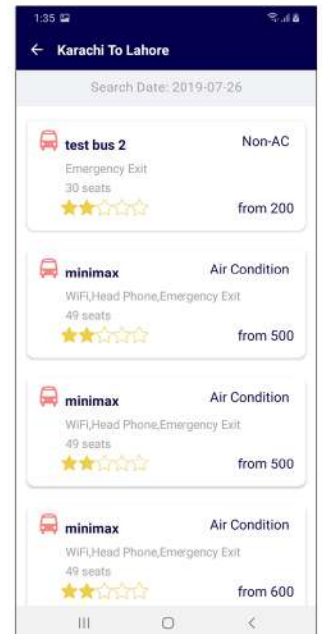 1:35
Karachi To Lahore
Search Date: 2019-07-26
test bus 2 Non-AC
Emergency Exit
30 seats
from 200
minimax Air Condition
WiFi,Head Phone,Emergency Exit
49 seats
from 500
minimax Air Condition
WiFi,Head Phone,Emergency Exit
49 seats
from 500
minimax Air Condition
WiFi,Head Phone,Emergency Exit
49 seats
from 600